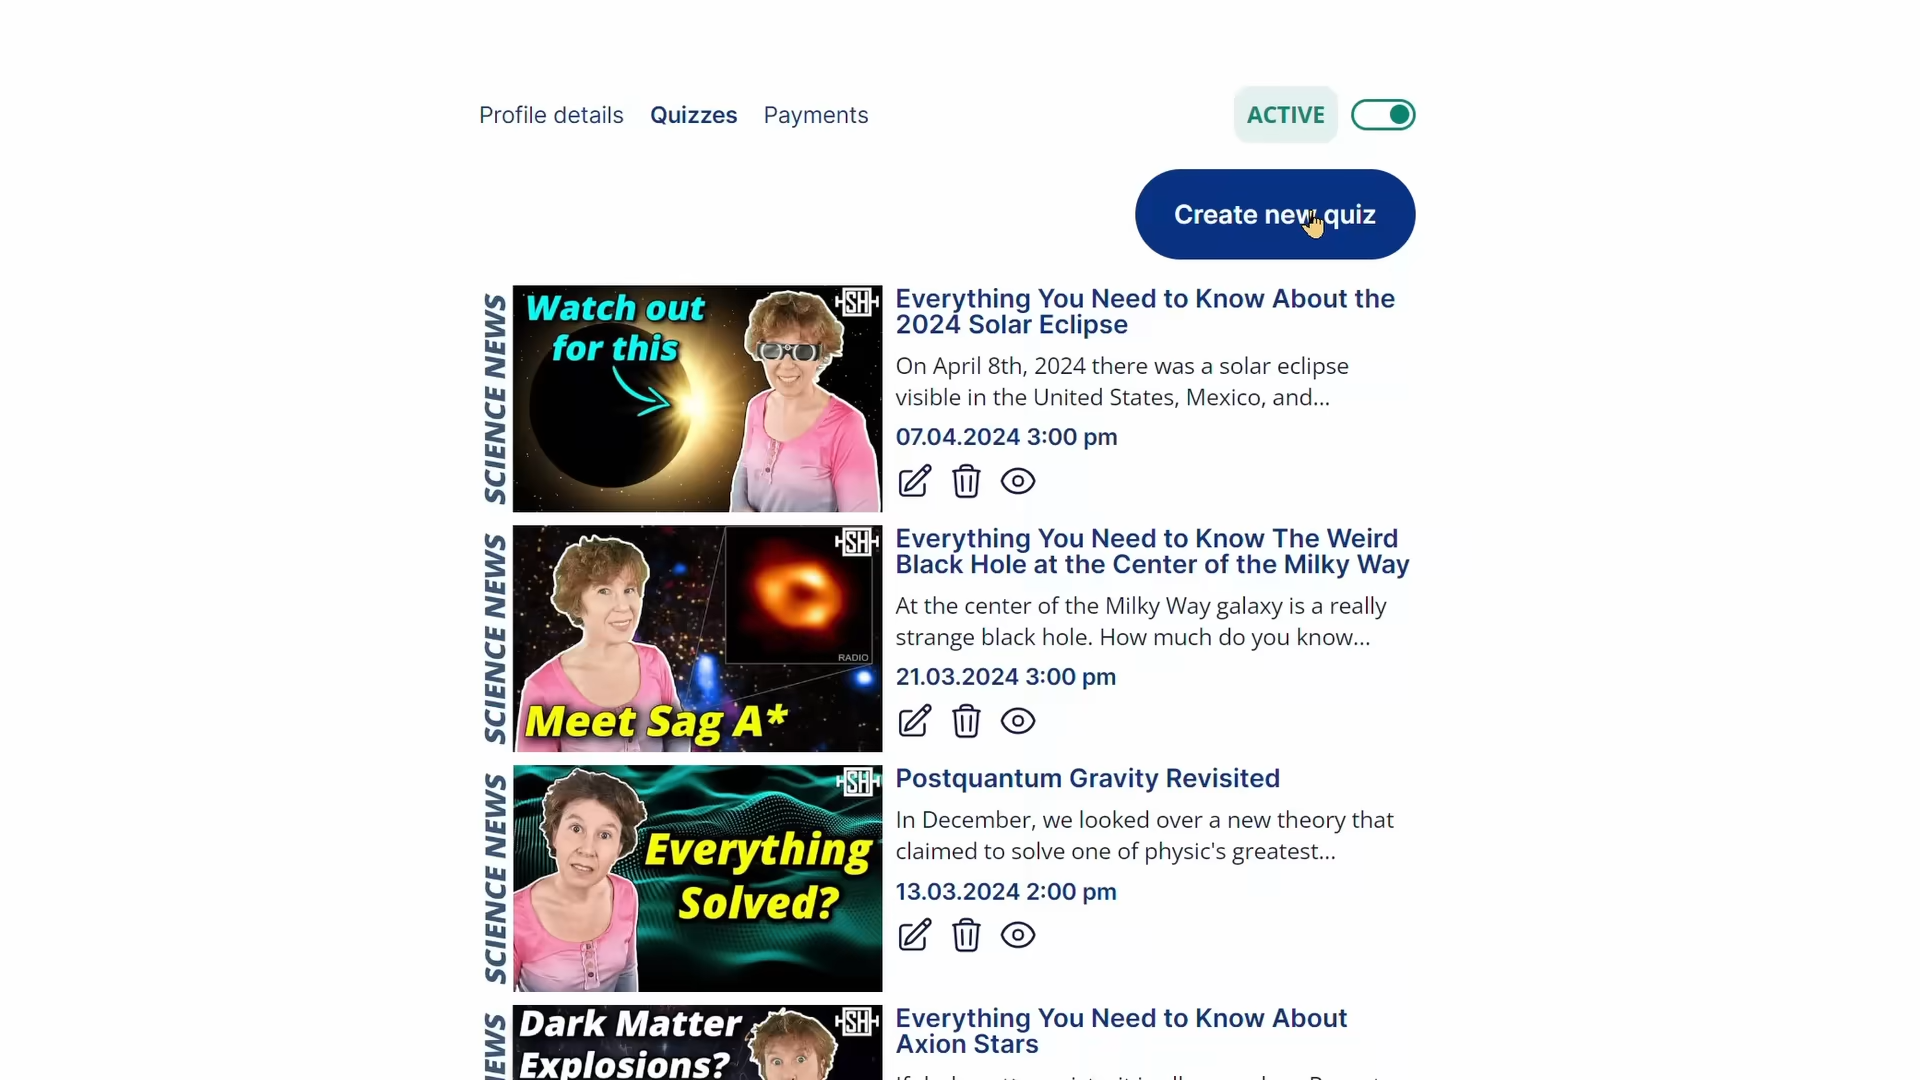 Profile details Quizzes Payments
ACTIVE
Create new quiz
SCIENCE NEWS
Watch out
for this
SH
Everything You Need to Know About the
2024 Solar Eclipse
On April 8th, 2024 there was a solar eclipse
visible in the United States, Mexico, and...
07.04.2024 3:00 pm
SCIENCE NEWS
SH
RADIO
Meet Sag A*
Everything You Need to Know The Weird
Black Hole at the Center of the Milky Way
At the center of the Milky Way galaxy is a really
strange black hole. How much do you know...
21.03.2024 3:00 pm
SCIENCE NEWS
SH
Everything
Solved?
Postquantum Gravity Revisited
In December, we looked over a new theory that
claimed to solve one of physic's greatest...
13.03.2024 2:00 pm
NEWS
Dark Matter
Explosions?
SH
Everything You Need to Know About
Axion Stars